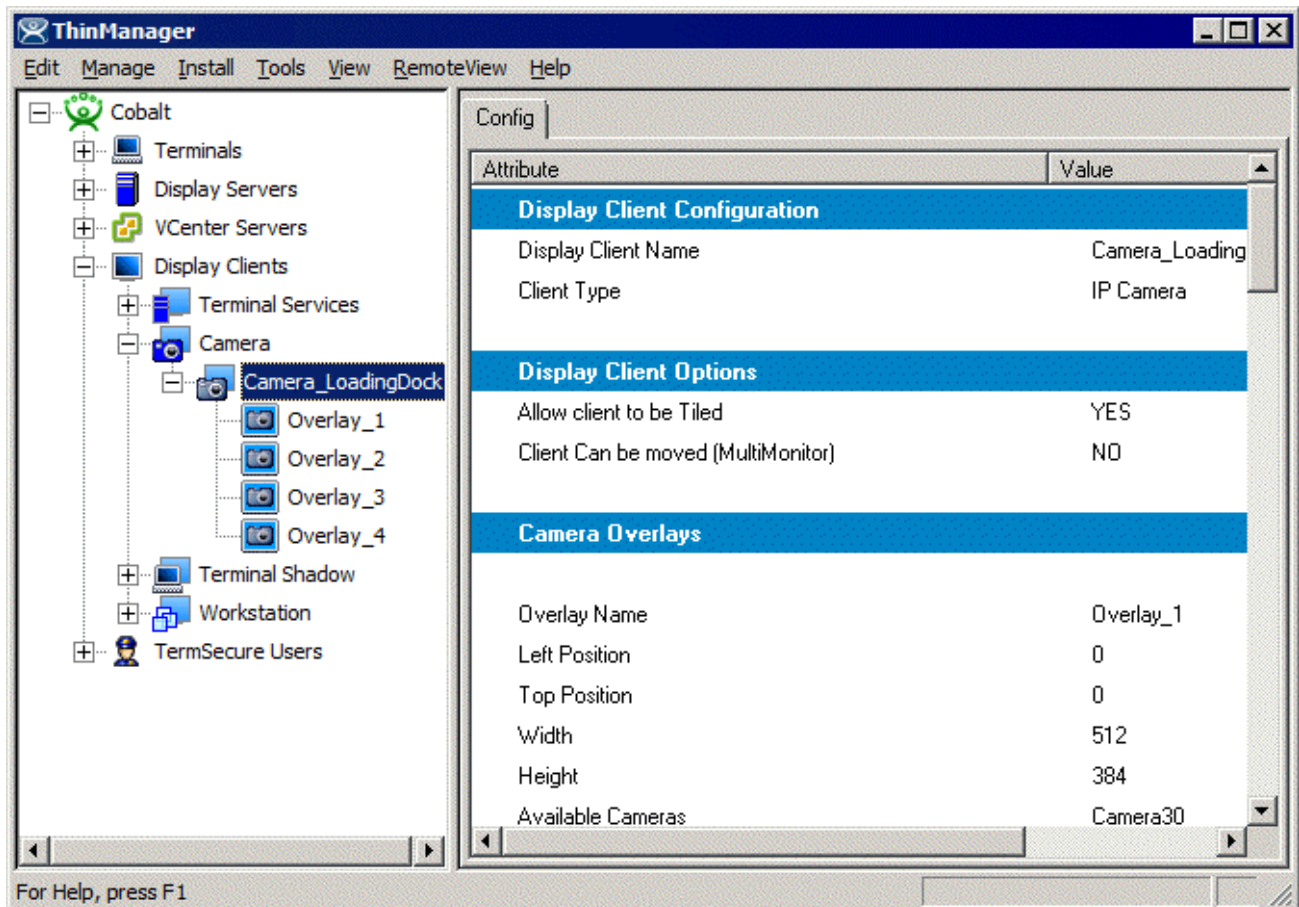 ThinManager
Edit Manage Install Tools View RemoteView Help
Cobalt
Terminals
Display Servers
VCenter Servers
Display Clients
Terminal Services
Camera
Camera_LoadingDock
Overlay_1
Overlay_2
Overlay_3
Overlay_4
Terminal Shadow
Workstation
TermSecure Users
Config
Attribute Value
Display Client Configuration
Display Client Name Camera_Loading
Client Type IP Camera
Display Client Options
Allow client to be Tiled YES
Client Can be moved (MultiMonitor) NO
Camera Overlays
Overlay Name Overlay_1
Left Position 0
Top Position 0
Width 512
Height 384
Available Cameras Camera30
For Help, press F1